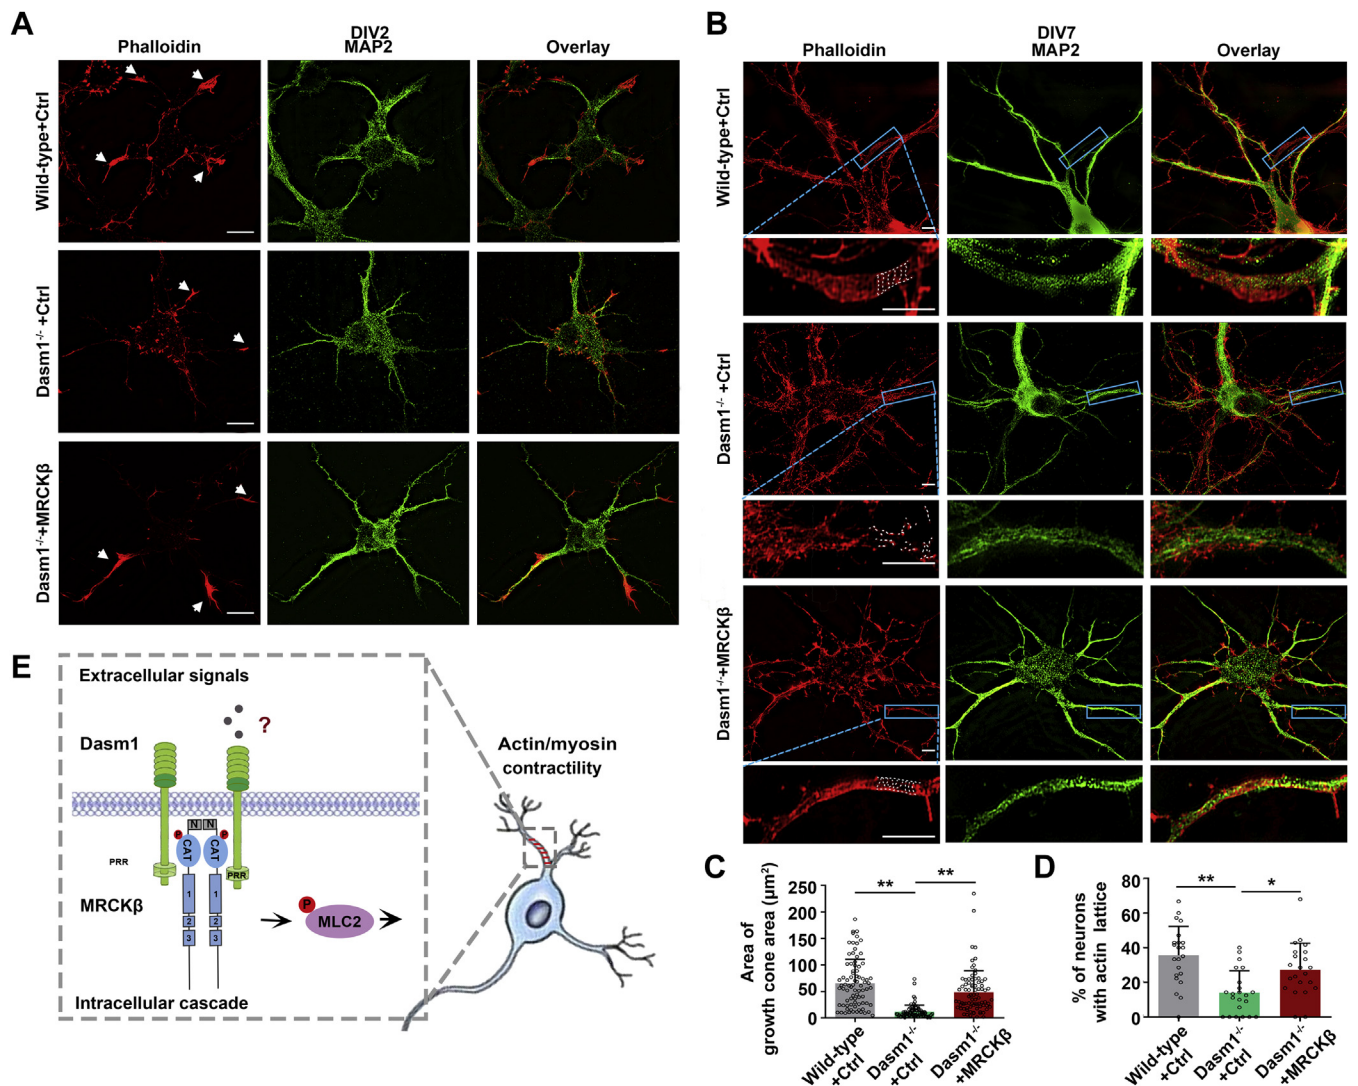 A
DIV2
Phalloidin MAP2 Overlay
Wild-type+Ctrl
Dasm1-/- +Ctrl
Dasm1-/-+MRCKβ
B
DIV7
Phalloidin MAP2 Overlay
Wild-type+Ctrl
Dasm1-/- +Ctrl
Dasm1-/-+MRCKβ
E
Extracellular signals
?
Dasm1
P N N P
CAT CAT
PRR PRR
MRCKβ
1 1
2 2
3 3
P
MLC2
Intracellular cascade
Actin/myosin
contractility
C
Area of
growth cone area (µm²)
250
200
150
100
50
0
** **
Wild-type
+Ctrl
Dasm1-/-
+Ctrl
Dasm1-/-
+MRCKβ
D
% of neurons
with actin lattice
80
60
40
20
0
** *
Wild-type
+Ctrl
Dasm1-/-
+Ctrl
Dasm1-/-
+MRCKβ